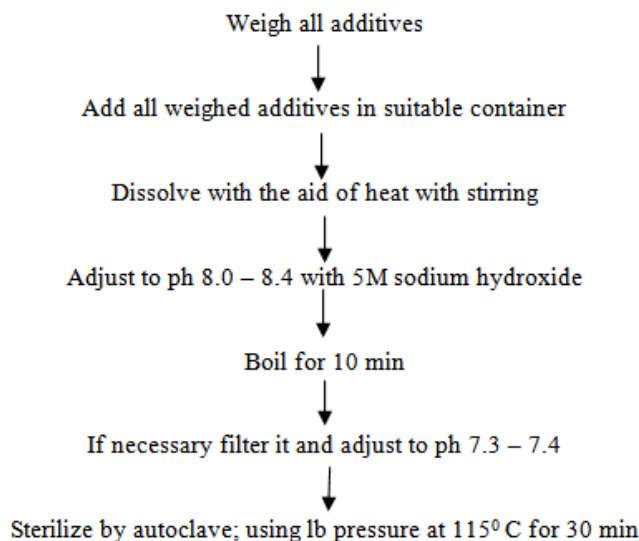 Weigh all additives
Add all weighed additives in suitable container
Dissolve with the aid of heat with stirring
Adjust to ph 8.0 – 8.4 with 5M sodium hydroxide
Boil for 10 min
If necessary filter it and adjust to ph 7.3 – 7.4
Sterilize by autoclave; using lb pressure at 115⁰ C for 30 min